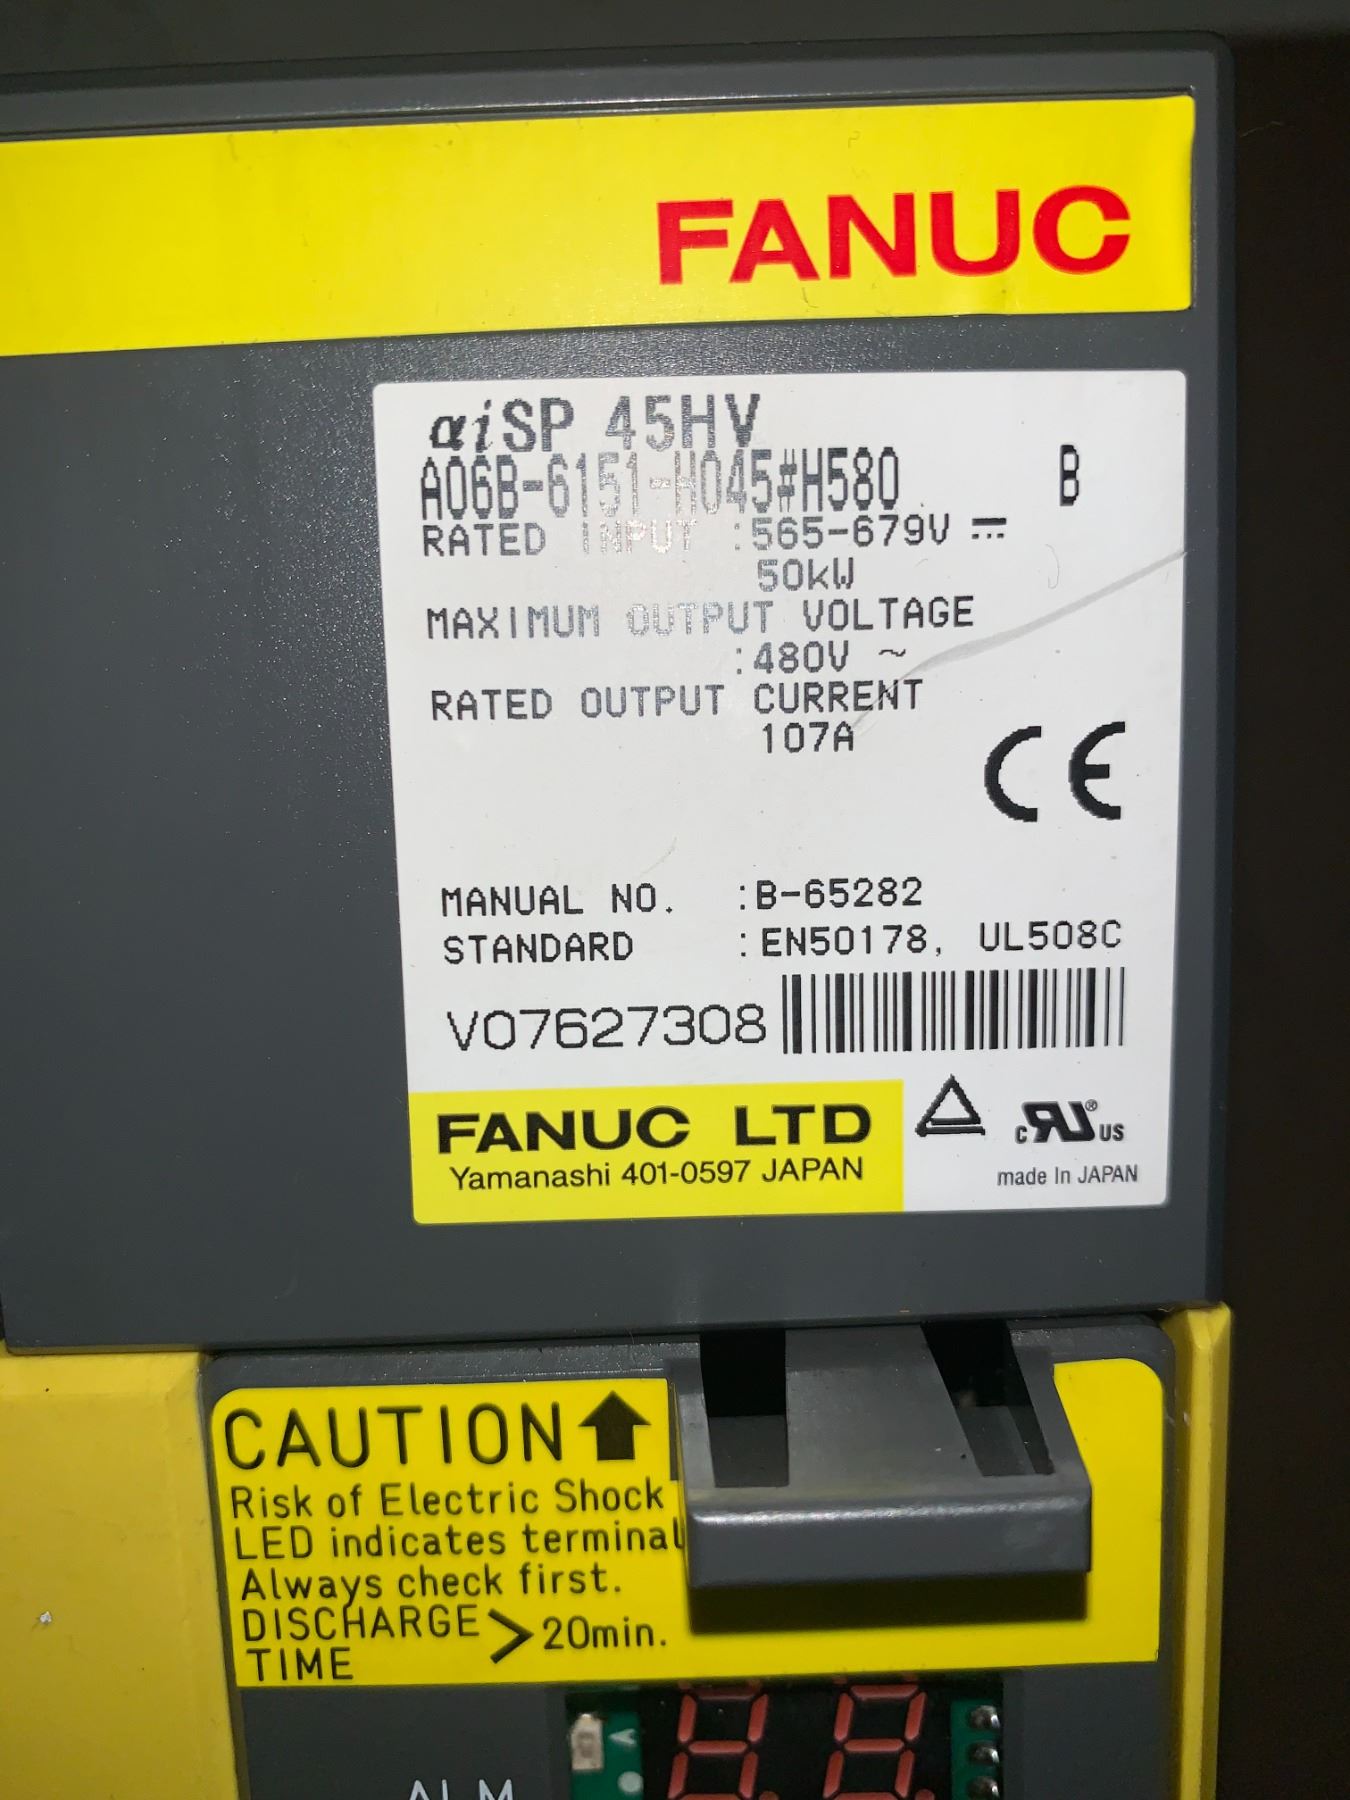 FANUC
αiSP 45HV
A06B-6151-H045#H580 B
RATED INPUT :565-679V ⎓
50kW
MAXIMUM OUTPUT VOLTAGE
:480V ~
RATED OUTPUT CURRENT
107A
CE
MANUAL NO. :B-65282
STANDARD :EN50178, UL508C
V07627308
FANUC LTD
Yamanashi 401-0597 JAPAN
c RU ® US
made In JAPAN
CAUTION
Risk of Electric Shock
LED indicates terminal
Always check first.
DISCHARGE > 20min.
TIME
ALM